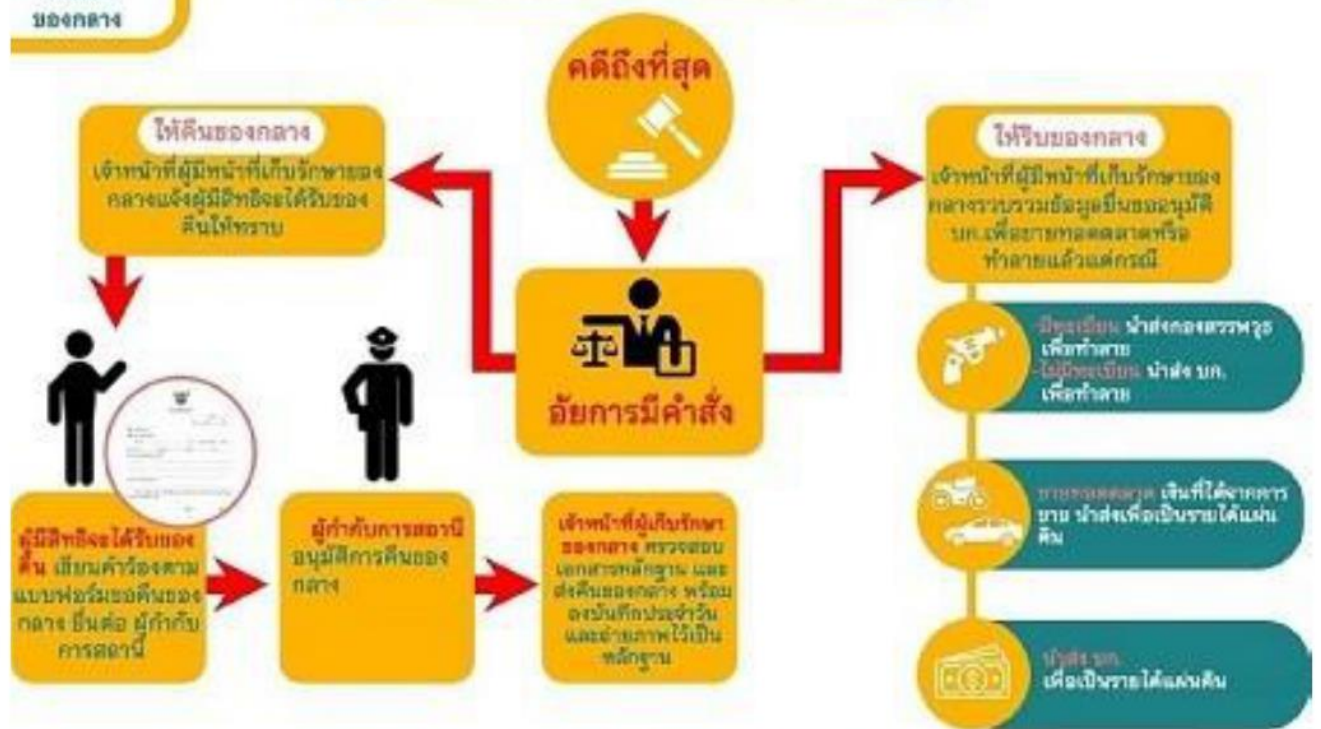 ของกลาง
คดีถึงที่สุด
ให้คืนของกลาง
เจ้าหน้าที่ผู้มีหน้าที่เก็บรักษาของ
กลางแจ้งผู้มีสิทธิจะได้รับของ
คืนให้ทราบ
ให้ริบของกลาง
เจ้าหน้าที่ผู้มีหน้าที่เก็บรักษาของ
กลางรวบรวมข้อมูลยื่นขออนุมัติ
บก.เพื่อขายทอดตลาดหรือ
ทำลายแล้วแต่กรณี
อัยการมีคำสั่ง
-มีทะเบียน นำส่งกองสรรพาวุธ
เพื่อทำลาย
-ไม่มีทะเบียน นำส่ง บก.
เพื่อทำลาย
ขายทอดตลาด เงินที่ได้จากการ
ขาย นำส่งเพื่อเป็นรายได้แผ่น
ดิน
นำส่ง บก.
เพื่อเป็นรายได้แผ่นดิน
ผู้มีสิทธิจะได้รับของ
คืน เขียนคำร้องตาม
แบบฟอร์มขอคืนของ
กลาง ยื่นต่อ ผู้กำกับ
การสถานี
ผู้กำกับการสถานี
อนุมัติการคืนของ
กลาง
เจ้าหน้าที่ผู้เก็บรักษา
ของกลาง ตรวจสอบ
เอกสารหลักฐาน และ
ส่งคืนของกลาง พร้อม
ลงบันทึกประจำวัน
และถ่ายภาพไว้เป็น
หลักฐาน